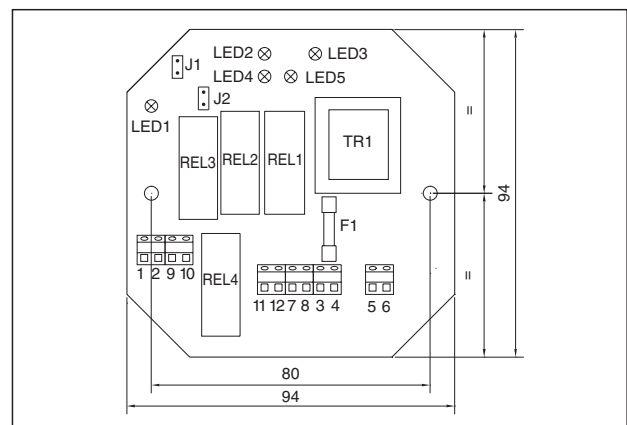 LED2 LED3
J1
LED4 LED5
J2
LED1
REL3 REL2 REL1 TR1
=
94
F1
1 2 9 10
REL4
=
11 12 7 8 3 4 5 6
80
94